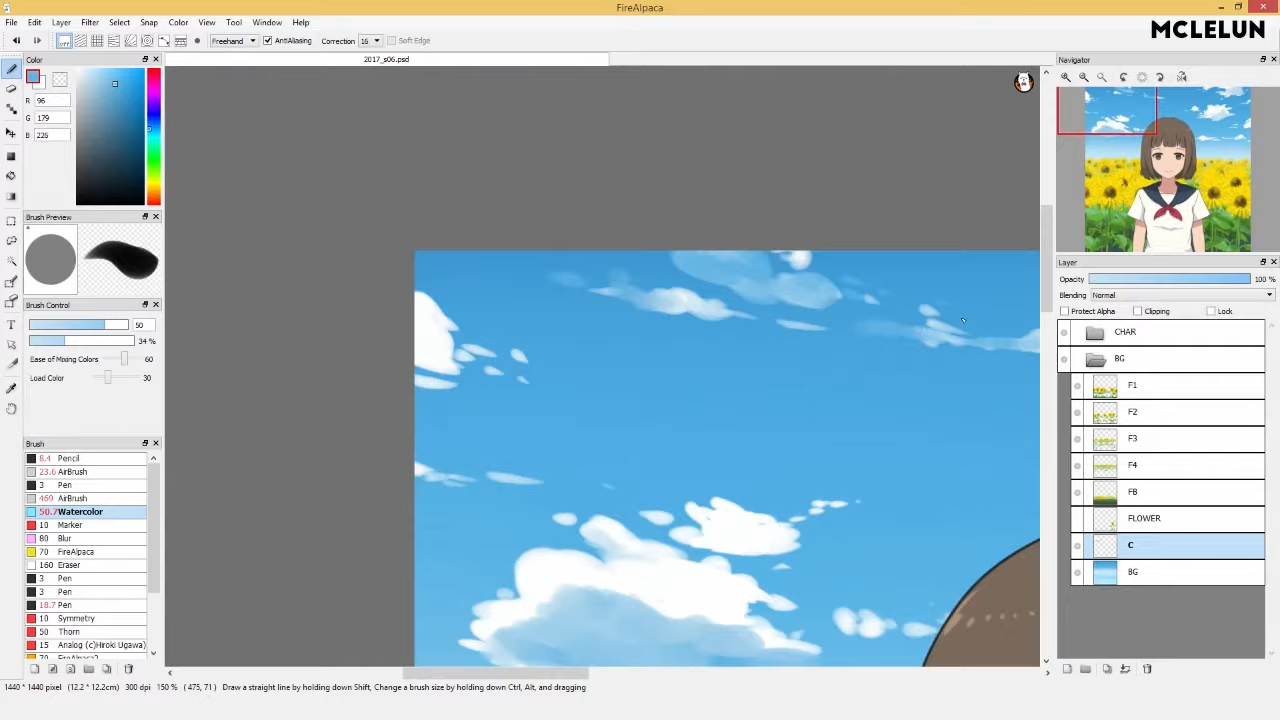 FireAlpaca
File Edit Layer Filter Select Snap Color View Tool Window Help
MCLELUN
OFF Freehand AntiAliasing Correction 16 Soft Edge
Color
2017_s06.psd
Navigator
R 96
G 179
B 226
Brush Preview
Layer
Opacity 100 %
Blending Normal
Protect Alpha Clipping Lock
Brush Control
50
34 %
Ease of Mixing Colors 60
Load Color 30
CHAR
BG
F1
F2
F3
F4
FB
FLOWER
C
BG
Brush
8.4 Pencil
23.6 AirBrush
3 Pen
469 AirBrush
50.7 Watercolor
10 Marker
80 Blur
70 FireAlpaca
160 Eraser
3 Pen
3 Pen
18.7 Pen
10 Symmetry
50 Thorn
15 Analog (c)Hiroki Ugawa)
70 FireAlpaca2
1440 * 1440 pixel (12.2 * 12.2cm) 300 dpi 150 % ( 475, 71 ) Draw a straight line by holding down Shift, Change a brush size by holding down Ctrl, Alt, and dragging